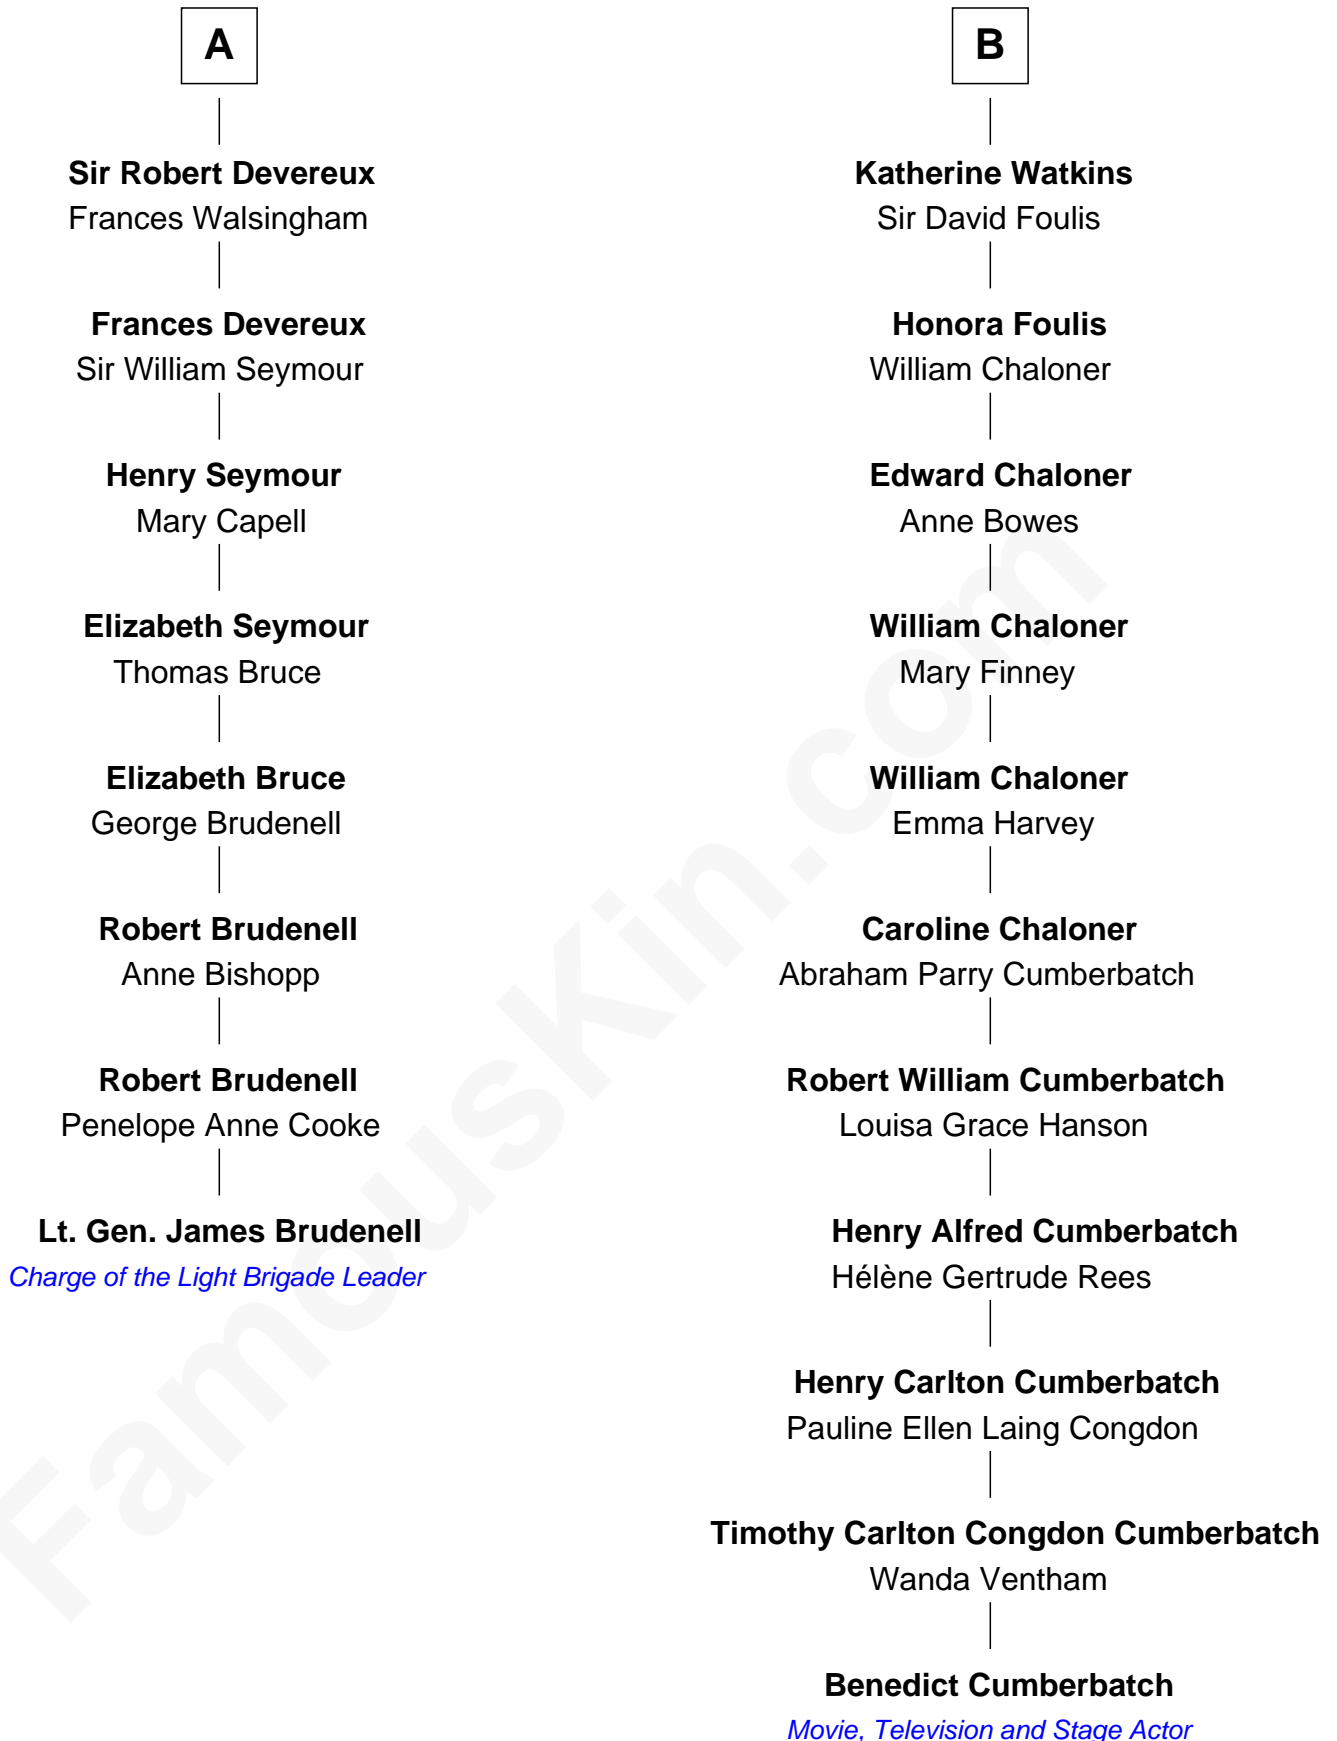 A
Sir Robert Devereux
Frances Walsingham
Frances Devereux
Sir William Seymour
Henry Seymour
Mary Capell
Elizabeth Seymour
Thomas Bruce
Elizabeth Bruce
George Brudenell
Robert Brudenell
Anne Bishopp
Robert Brudenell
Penelope Anne Cooke
Lt. Gen. James Brudenell
Charge of the Light Brigade Leader
B
Katherine Watkins
Sir David Foulis
Honora Foulis
William Chaloner
Edward Chaloner
Anne Bowes
William Chaloner
Mary Finney
William Chaloner
Emma Harvey
Caroline Chaloner
Abraham Parry Cumberbatch
Robert William Cumberbatch
Louisa Grace Hanson
Henry Alfred Cumberbatch
Hélène Gertrude Rees
Henry Carlton Cumberbatch
Pauline Ellen Laing Congdon
Timothy Carlton Congdon Cumberbatch
Wanda Ventham
Benedict Cumberbatch
Movie, Television and Stage Actor
FamousKin.com